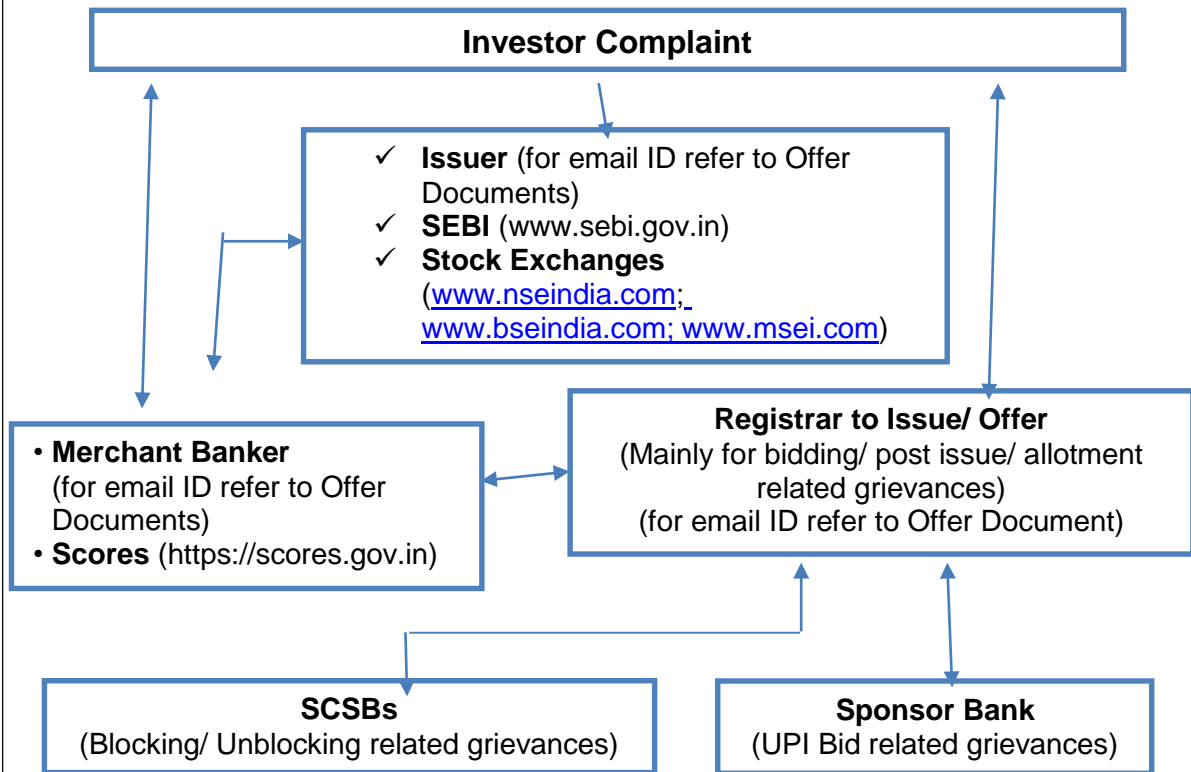 Investor Complaint
✓ Issuer (for email ID refer to Offer
Documents)
✓ SEBI (www.sebi.gov.in)
✓ Stock Exchanges
(www.nseindia.com;
www.bseindia.com; www.msei.com)
• Merchant Banker
(for email ID refer to Offer
Documents)
• Scores (https://scores.gov.in)
Registrar to Issue/ Offer
(Mainly for bidding/ post issue/ allotment
related grievances)
(for email ID refer to Offer Document)
SCSBs
(Blocking/ Unblocking related grievances)
Sponsor Bank
(UPI Bid related grievances)